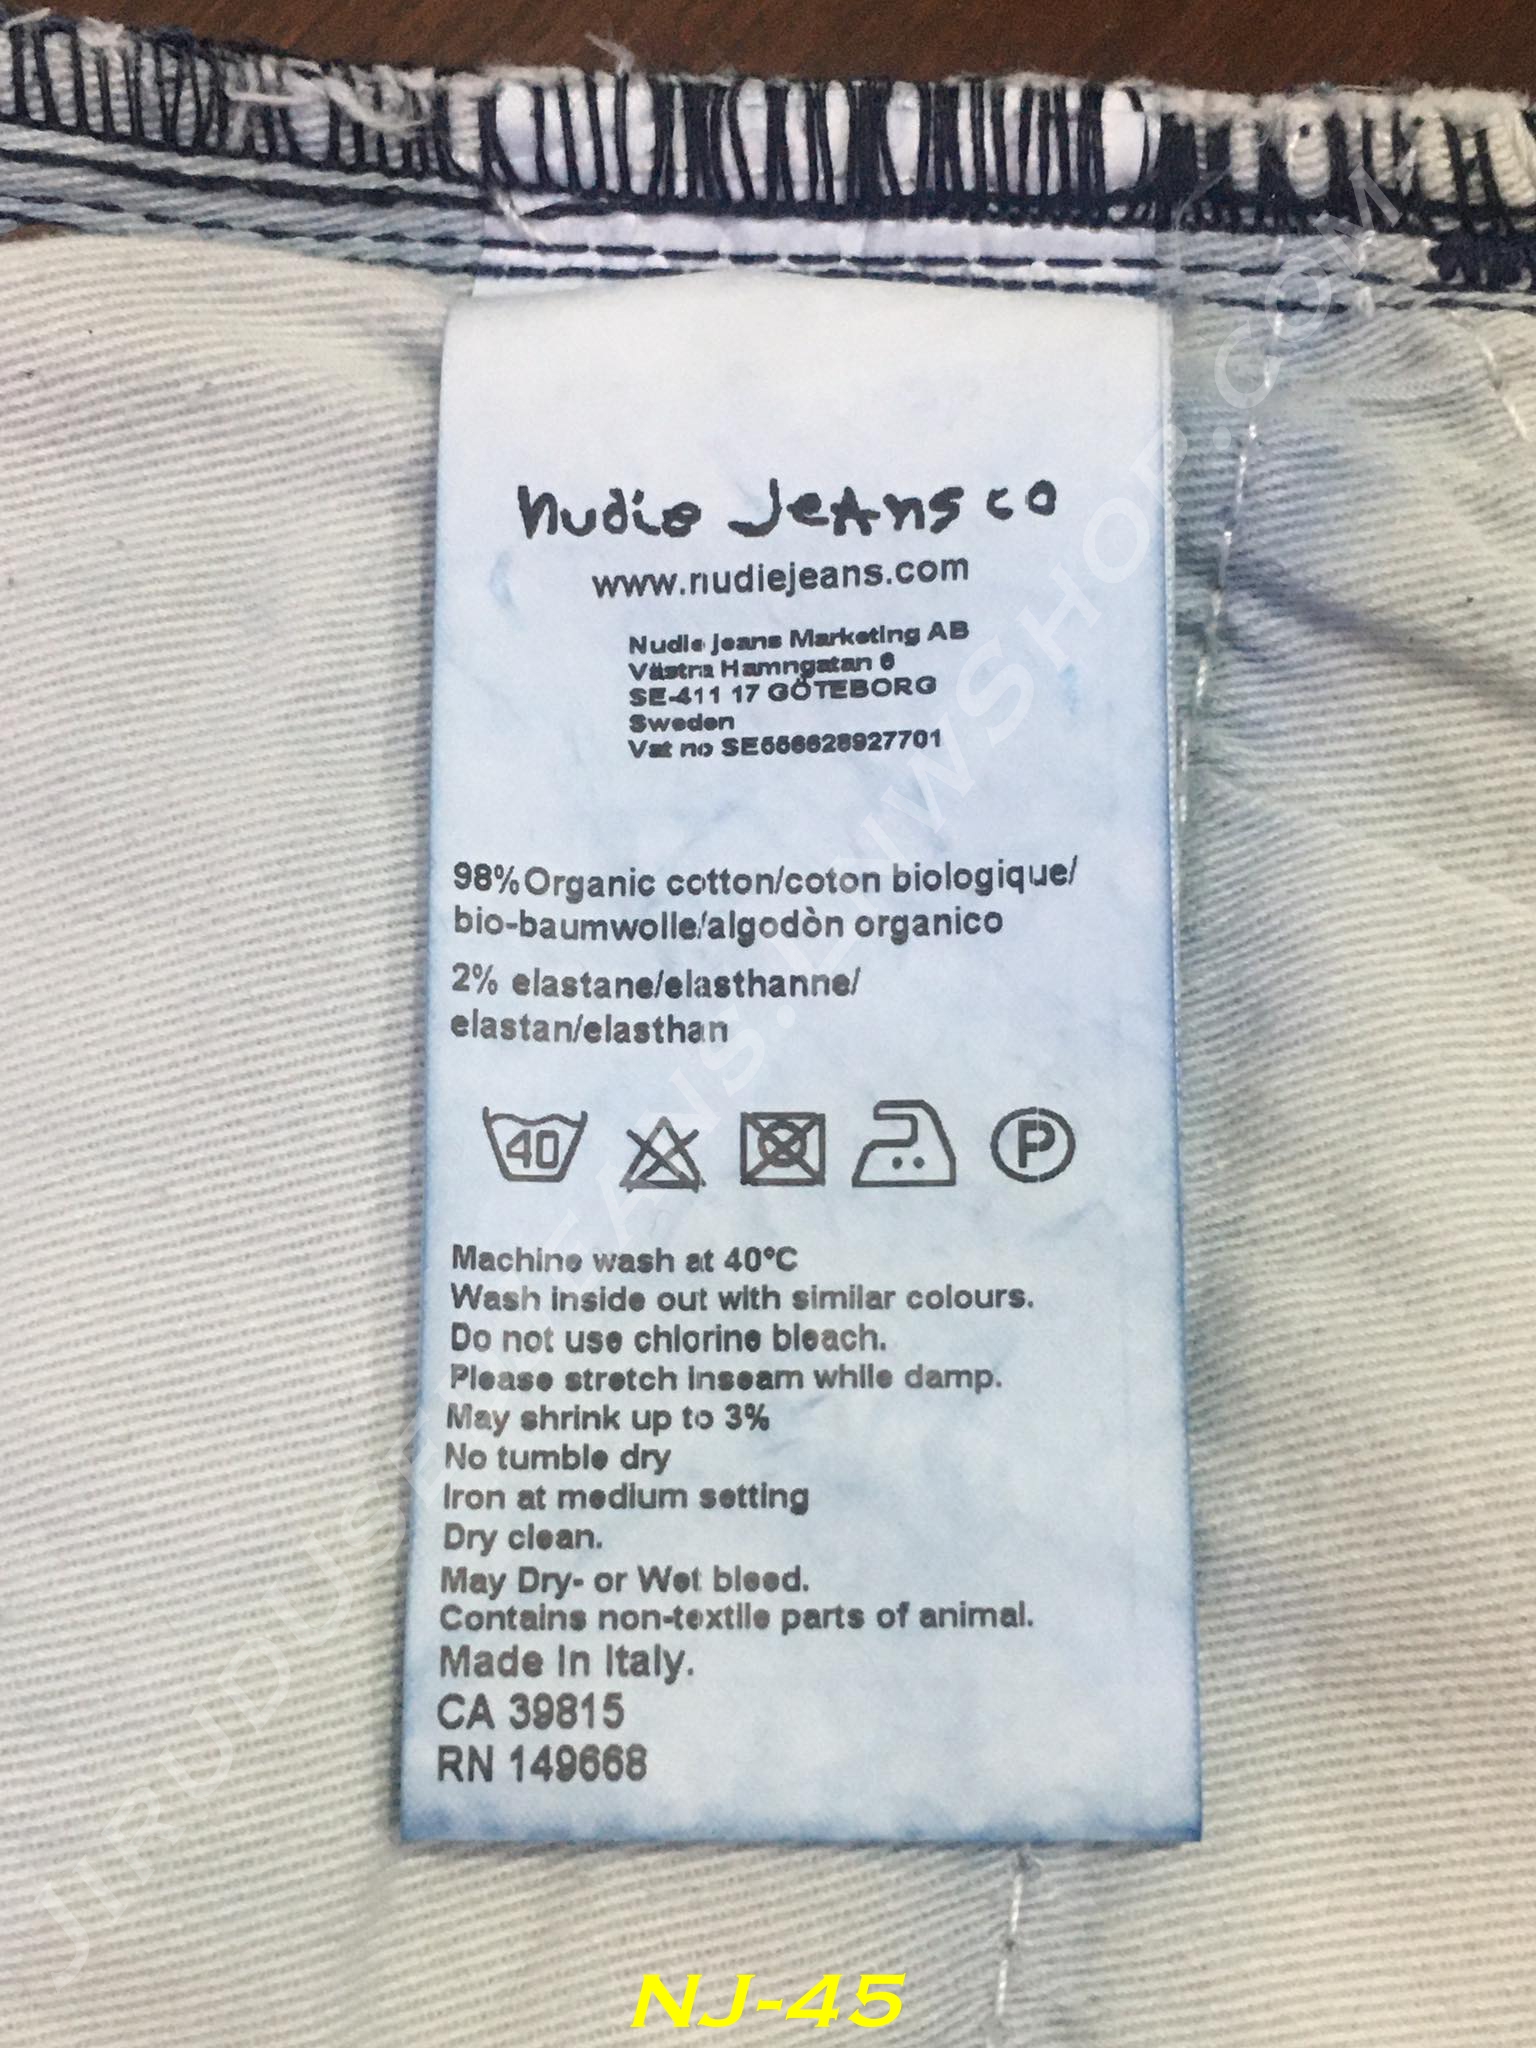 nudie Jeans co
www.nudiejeans.com
Nudie Jeans Marketing AB
Västra Hamngatan 6
SE-411 17 GÖTEBORG
Sweden
Vat no SE556628927701
98%Organic cotton/coton biologique/
bio-baumwolle/algodòn organico
2% elastane/elasthanne/
elastan/elasthan
40
P
Machine wash at 40°C
Wash inside out with similar colours.
Do not use chlorine bleach.
Please stretch inseam while damp.
May shrink up to 3%
No tumble dry
Iron at medium setting
Dry clean.
May Dry- or Wet bleed.
Contains non-textile parts of animal.
Made in Italy.
CA 39815
RN 149668
NJ-45